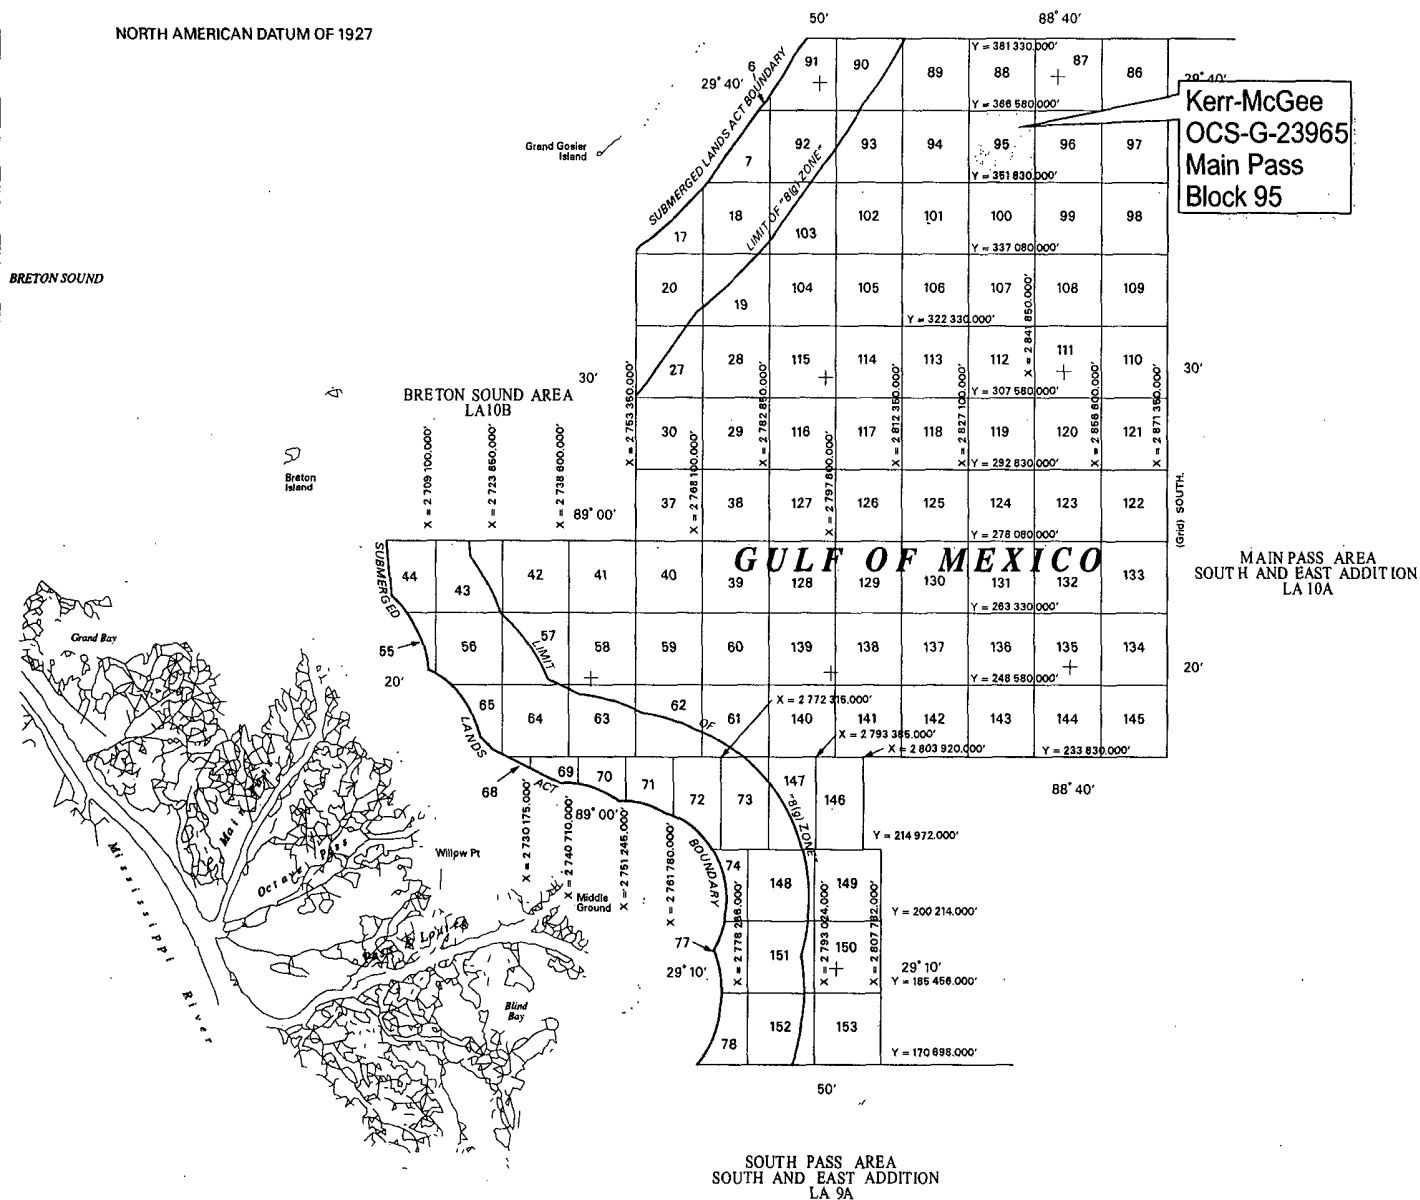 NORTH AMERICAN DATUM OF 1927
50'
88° 40'
6
29° 40'
SUBMERGED LANDS ACT BOUNDARY
91
90
89
88
87
86
Y = 381 330.000'
29° 40'
Y = 366 580.000'
Kerr-McGee
OCS-G-23965
Main Pass
Block 95
Grand Gosier
Island
7
92
93
94
95
96
97
Y = 351 830.000'
LIMIT OF "8(g) ZONE"
17
18
103
102
101
100
99
98
Y = 337 080.000'
BRETON SOUND
20
19
104
105
106
107
108
109
Y = 322 330.000'
X = 2 841 850.000'
27
28
115
114
113
112
111
110
30'
30'
Y = 307 580.000'
BRETON SOUND AREA
LA10B
X = 2 753 350.000'
X = 2 782 850.000'
X = 2 812 350.000'
X = 2 827 100.000'
X = 2 856 600.000'
X = 2 871 350.000'
30
29
116
117
118
119
120
121
Y = 292 830.000'
Breton
Island
X = 2 709 100.000'
X = 2 723 850.000'
X = 2 738 600.000'
89° 00'
37
X = 2 768 100.000'
38
127
X = 2 797 600.000'
126
125
124
123
122
(Grid) SOUTH.
Y = 278 080.000'
GULF OF MEXICO
MAIN PASS AREA
SOUTH AND EAST ADDITION
LA 10A
SUBMERGED
44
43
42
41
40
39
128
129
130
131
132
133
Y = 263 330.000'
Grand Bay
55
56
57
LIMIT
58
59
60
139
138
137
136
135
134
20'
20'
Y = 248 580.000'
65
64
63
62
61
140
141
142
143
144
145
LANDS
OF
X = 2 772 315.000'
X = 2 793 385.000'
X = 2 803 920.000'
Y = 233 830.000'
68
69
70
71
72
73
147
146
ACT
"8(g) ZONE"
88° 40'
89° 00'
X = 2 730 175.000'
X = 2 740 710.000'
X = 2 751 245.000'
X = 2 761 780.000'
Y = 214 972.000'
Main Pass
Octave Pass
Mississippi
River
Willow Pt
Middle
Ground
BOUNDARY
74
148
149
X = 2 778 266.000'
X = 2 793 024.000'
X = 2 807 782.000'
Y = 200 214.000'
Pass a Loutre
77
151
150
29° 10'
29° 10'
Y = 185 456.000'
Blind
Bay
78
152
153
Y = 170 698.000'
50'
SOUTH PASS AREA
SOUTH AND EAST ADDITION
LA 9A